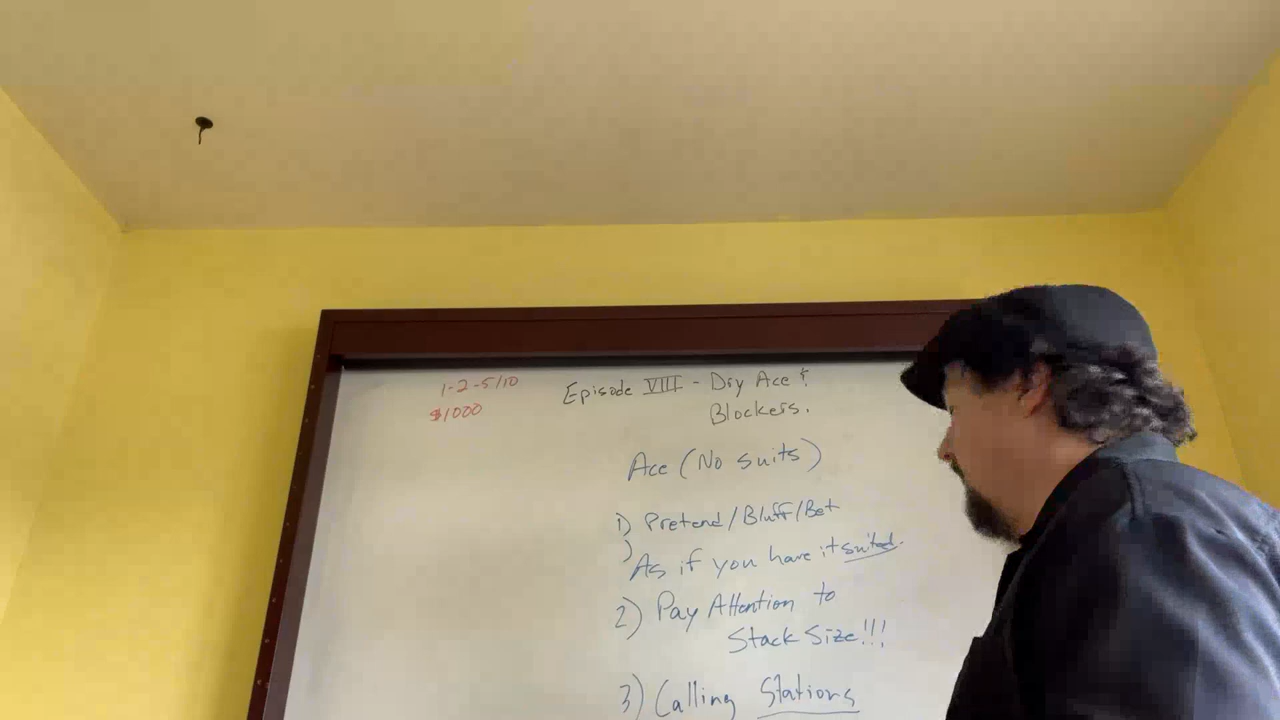 1-2-5/10
$1000
Episode VIII - Dry Ace &
Blockers.
Ace (No suits)
1) Pretend/Bluff/Bet
) As if you have it suited.
2) Pay Attention to
Stack Size!!!
3) Calling Stations